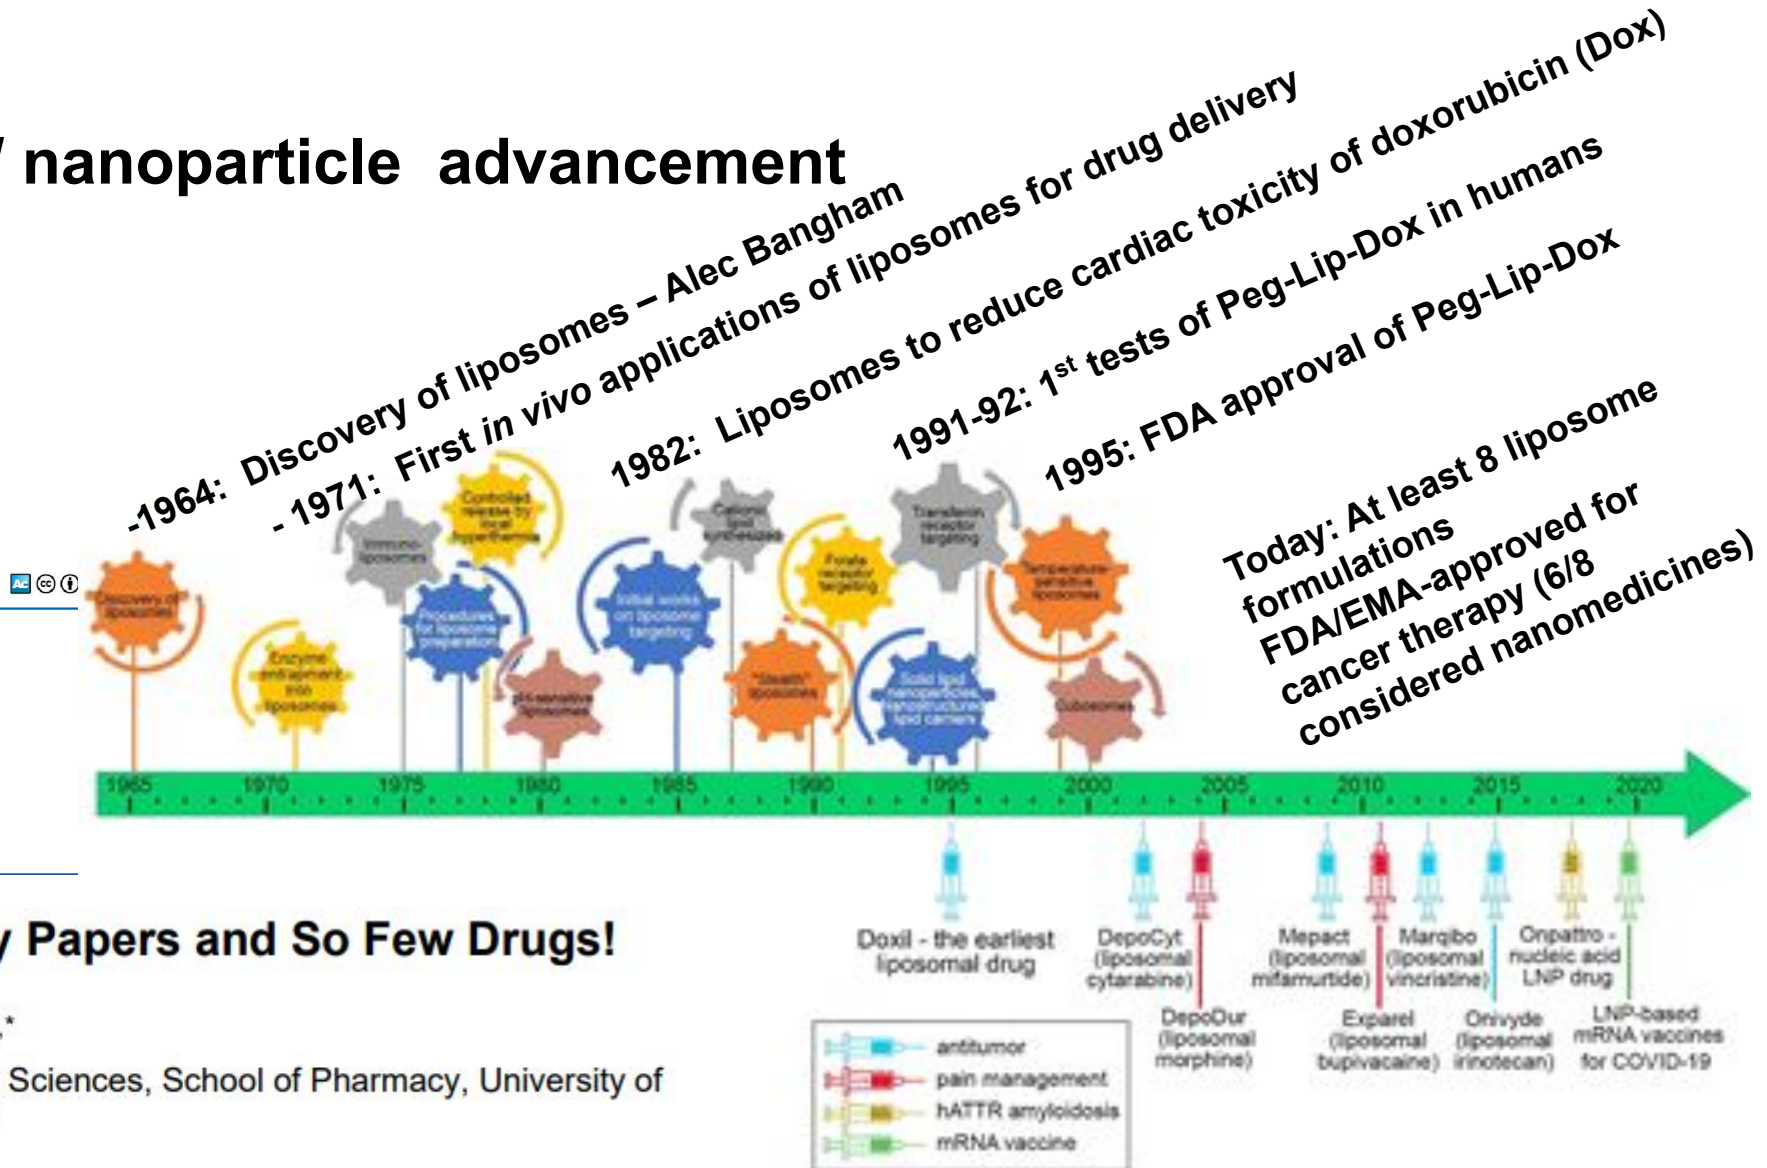 nanoparticle advancement
-1964: Discovery of liposomes – Alec Bangham
- 1971: First in vivo applications of liposomes for drug delivery
1982: Liposomes to reduce cardiac toxicity of doxorubicin (Dox)
1991-92: 1st tests of Peg-Lip-Dox in humans
1995: FDA approval of Peg-Lip-Dox
Today: At least 8 liposome
formulations
FDA/EMA-approved for
cancer therapy (6/8
considered nanomedicines)
Discovery of
liposomes
Enzyme
entrapment
into
liposomes
Immuno-
liposomes
Procedures
for liposome
preparation
Controlled
release by
local
hyperthermia
pH-sensitive
liposomes
Initial works
on liposome
targeting
Cationic
lipid
synthesized
"Stealth"
liposomes
Folate
receptor
targeting
Solid lipid
nanoparticles,
nanostructured
lipid carriers
Transferrin
receptor
targeting
Temperature-
sensitive
liposomes
Cubosomes
1965 1970 1975 1980 1985 1990 1995 2000 2005 2010 2015 2020
Doxil - the earliest
liposomal drug
DepoCyt
(liposomal
cytarabine)
DepoDur
(liposomal
morphine)
Mepact
(liposomal
mifamurtide)
Exparel
(liposomal
bupivacaine)
Marqibo
(liposomal
vincristine)
Onivyde
(liposomal
irinotecan)
Onpattro -
nucleic acid
LNP drug
LNP-based
mRNA vaccines
for COVID-19
antitumor
pain management
hATTR amyloidosis
mRNA vaccine
y Papers and So Few Drugs!
,*
Sciences, School of Pharmacy, University of